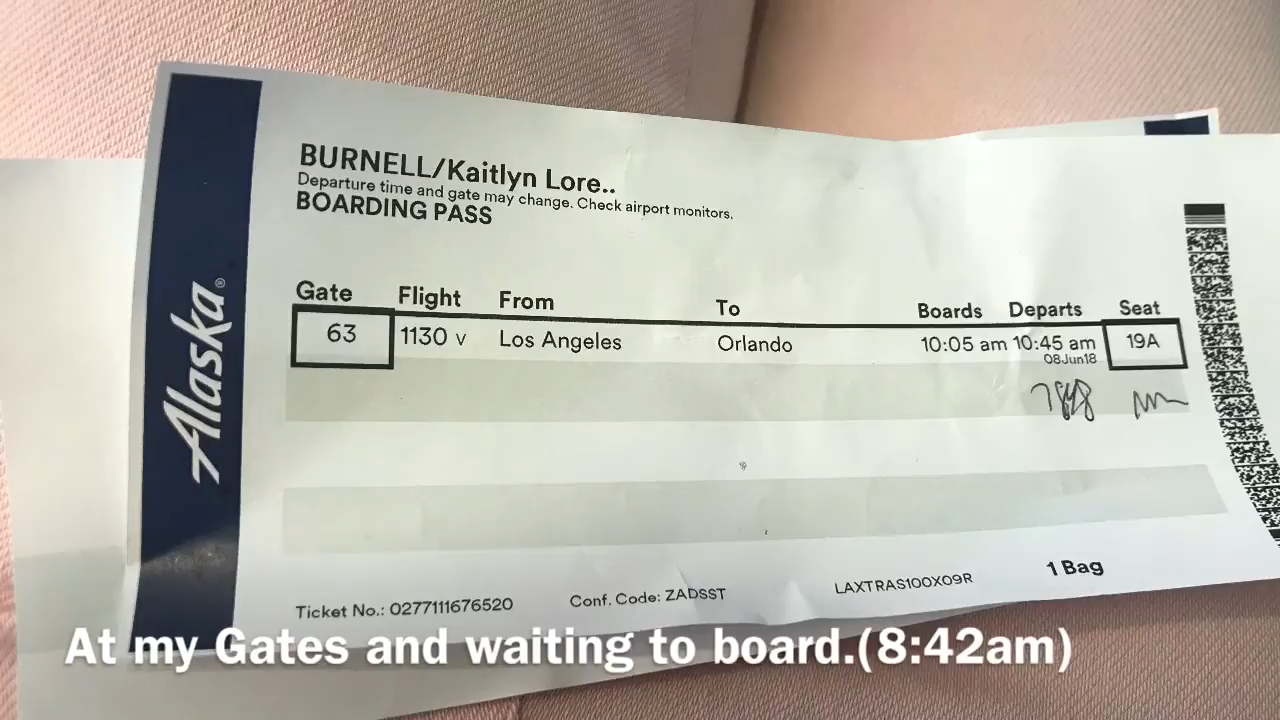 Alaska®
BURNELL/Kaitlyn Lore..
Departure time and gate may change. Check airport monitors.
BOARDING PASS
Gate Flight From To Boards Departs Seat
63 1130 v Los Angeles Orlando 10:05 am 10:45 am 19A
08Jun18
1 Bag
Ticket No.: 0277111676520 Conf. Code: ZADSST LAXTRAS100X09R
At my Gates and waiting to board.(8:42am)